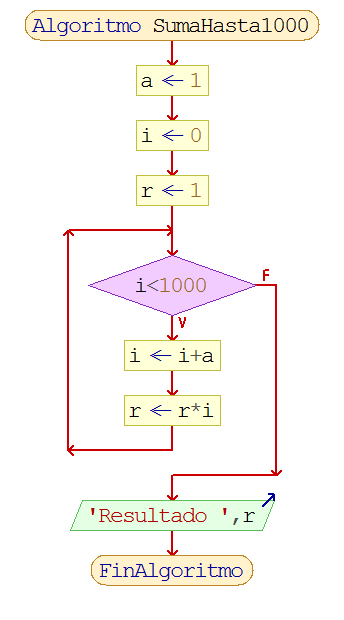 Algoritmo SumaHasta1000
a ← 1
i ← 0
r ← 1
i<1000
F
V
i ← i+a
r ← r*i
'Resultado ',r
FinAlgoritmo